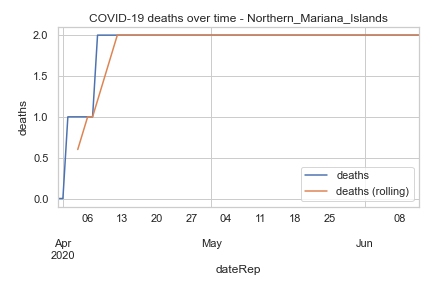 COVID-19 deaths over time - Northern_Mariana_Islands
deaths
2.0
1.5
1.0
0.5
0.0
deaths
deaths (rolling)
06 13 20 27 04 11 18 25 08
Apr May Jun
2020
dateRep